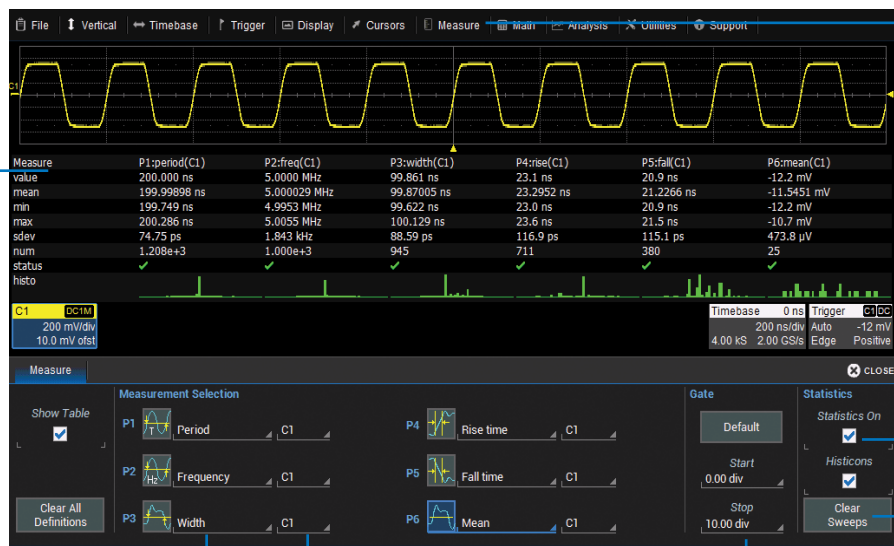 File Vertical Timebase Trigger Display Cursors Measure Math Analysis Utilities Support
C1
Measure P1:period(C1) P2:freq(C1) P3:width(C1) P4:rise(C1) P5:fall(C1) P6:mean(C1)
value 200.000 ns 5.0000 MHz 99.861 ns 23.1 ns 20.9 ns -12.2 mV
mean 199.99898 ns 5.000029 MHz 99.87005 ns 23.2952 ns 21.2266 ns -11.5451 mV
min 199.749 ns 4.9953 MHz 99.622 ns 23.0 ns 20.9 ns -12.2 mV
max 200.286 ns 5.0055 MHz 100.129 ns 23.6 ns 21.5 ns -10.7 mV
sdev 74.75 ps 1.843 kHz 88.59 ps 116.9 ps 115.1 ps 473.8 µV
num 1.208e+3 1.000e+3 945 711 380 25
status
histo
C1 DC1M
200 mV/div
10.0 mV ofst
Timebase 0 ns
200 ns/div
4.00 kS 2.00 GS/s
Trigger C1 DC
Auto -12 mV
Edge Positive
Measure CLOSE
Show Table
Clear All
Definitions
Measurement Selection
P1 T Period C1
P2 Hz Frequency C1
P3 Width C1
P4 Rise time C1
P5 Fall time C1
P6 Mean C1
Gate
Default
Start
0.00 div
Stop
10.00 div
Statistics
Statistics On
Histicons
Clear
Sweeps